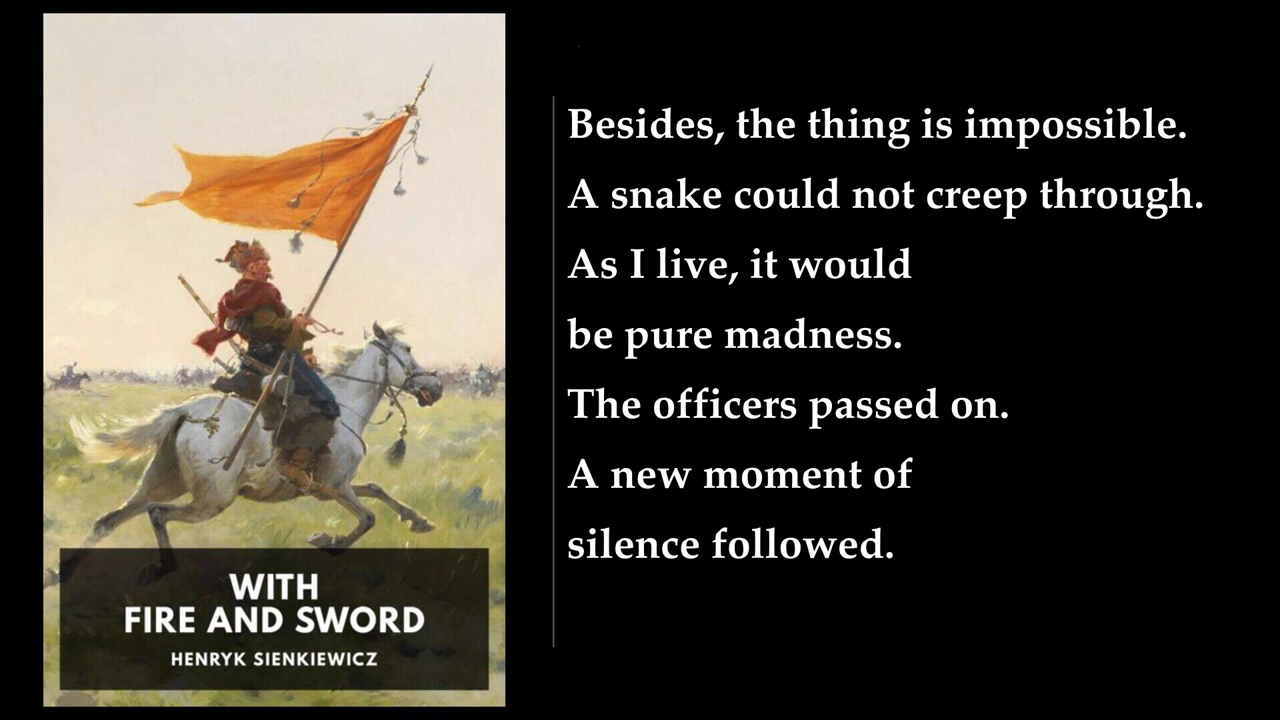 WITH
FIRE AND SWORD
HENRYK SIENKIEWICZ
Besides, the thing is impossible.
A snake could not creep through.
As I live, it would
be pure madness.
The officers passed on.
A new moment of
silence followed.